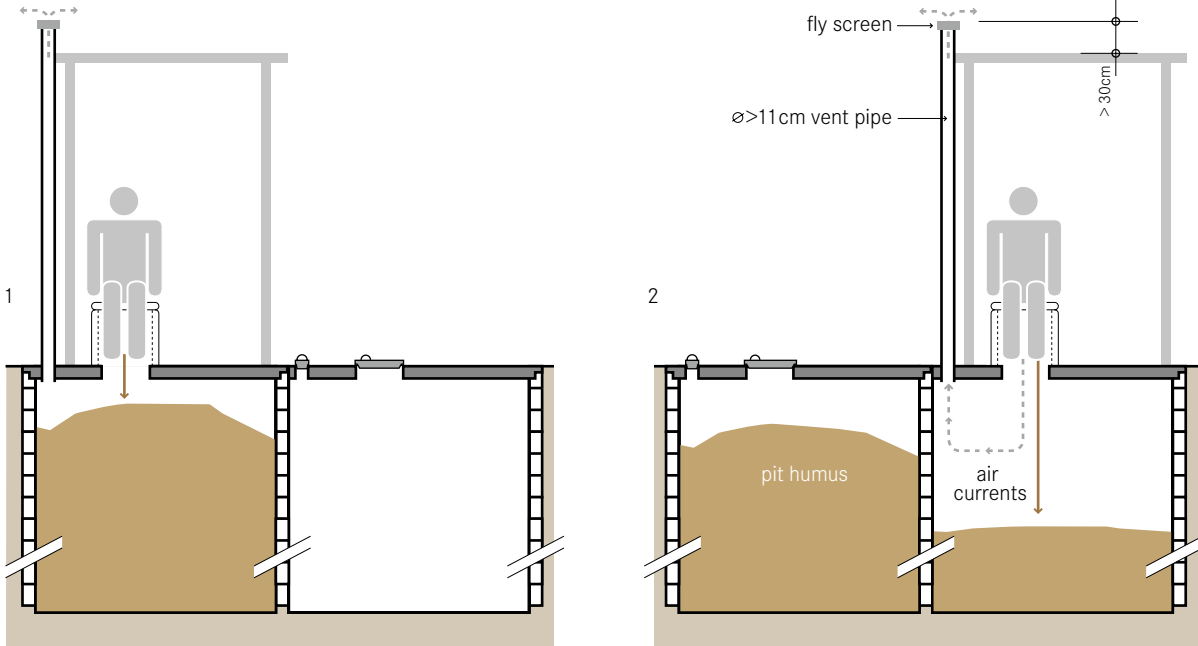 1
2
fly screen
⌀>11cm vent pipe
> 30cm
pit humus
air
currents